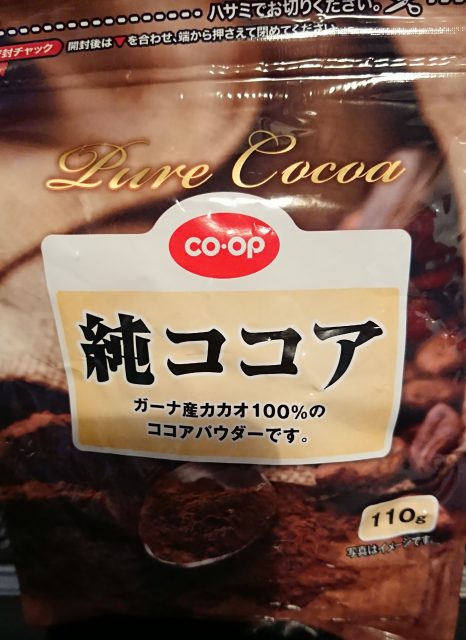 ハサミでお切りください。
密封チャック
開封後は▼を合わせ、端から押さえて閉めてください。
Pure Cocoa
CO·OP
純ココア
ガーナ産カカオ100%の
ココアパウダーです。
110g
写真はイメージです。